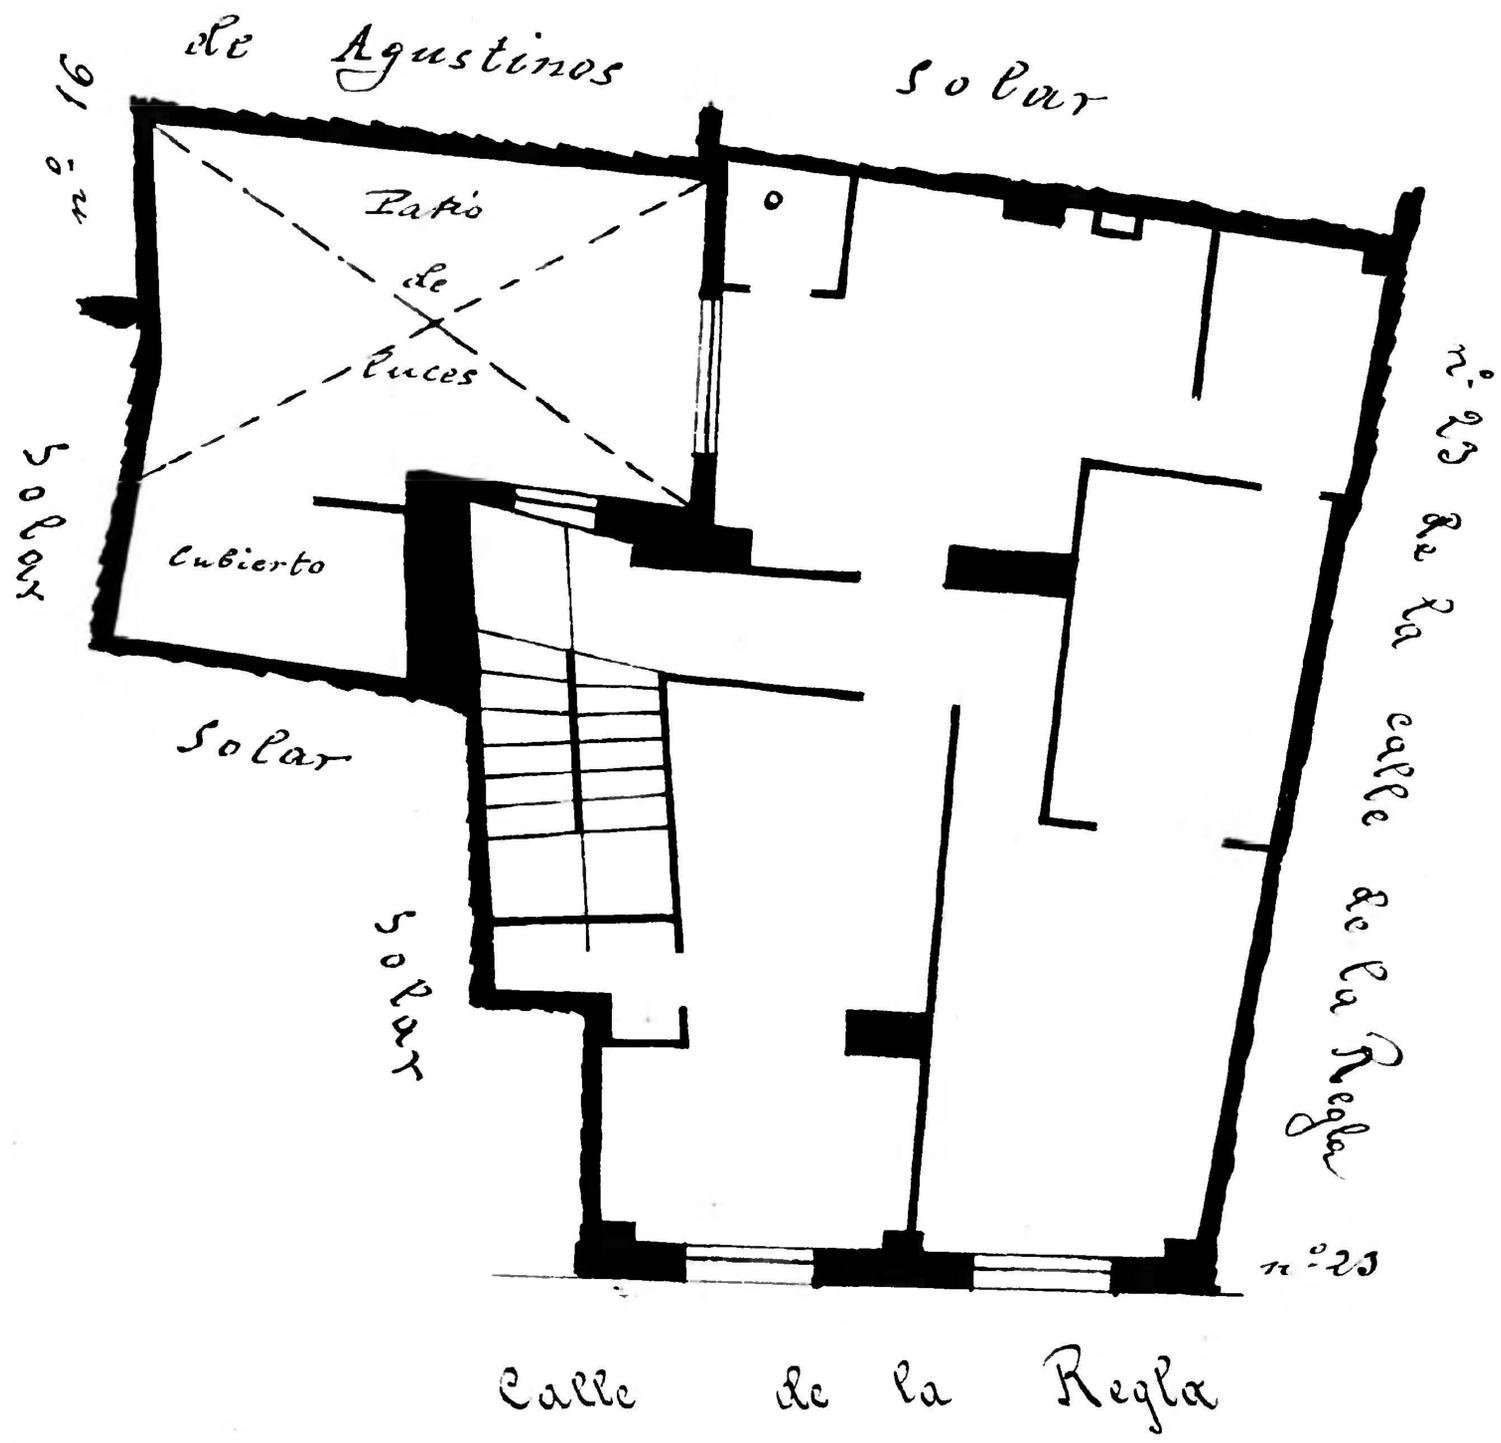 de Agustinos
Solar
nº 16
Patio
de
luces
nº 23 de la calle de la Regla
Solar
Cubierto
Solar
Solar
nº 23
Calle de la Regla